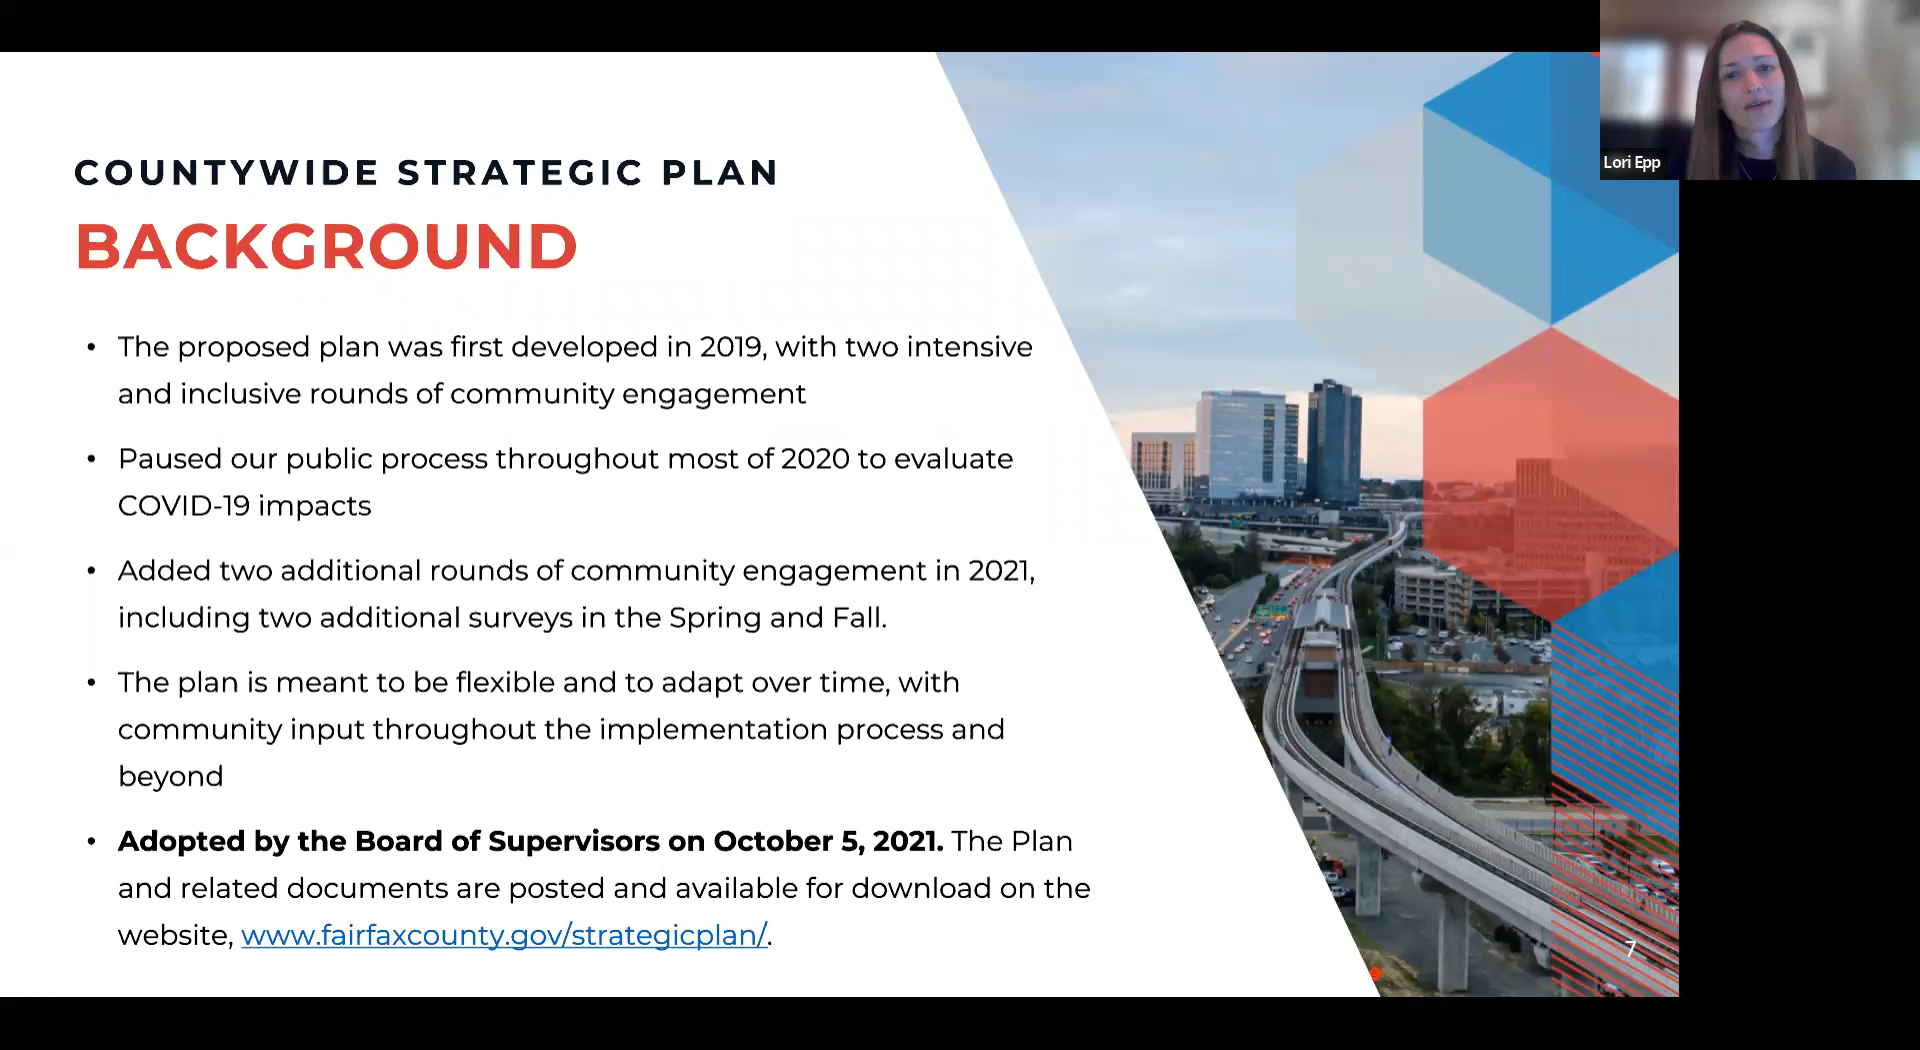 COUNTYWIDE STRATEGIC PLAN
BACKGROUND
• The proposed plan was first developed in 2019, with two intensive
and inclusive rounds of community engagement
• Paused our public process throughout most of 2020 to evaluate
COVID-19 impacts
• Added two additional rounds of community engagement in 2021,
including two additional surveys in the Spring and Fall.
• The plan is meant to be flexible and to adapt over time, with
community input throughout the implementation process and
beyond
• Adopted by the Board of Supervisors on October 5, 2021. The Plan
and related documents are posted and available for download on the
website, www.fairfaxcounty.gov/strategicplan/.
7
Lori Epp